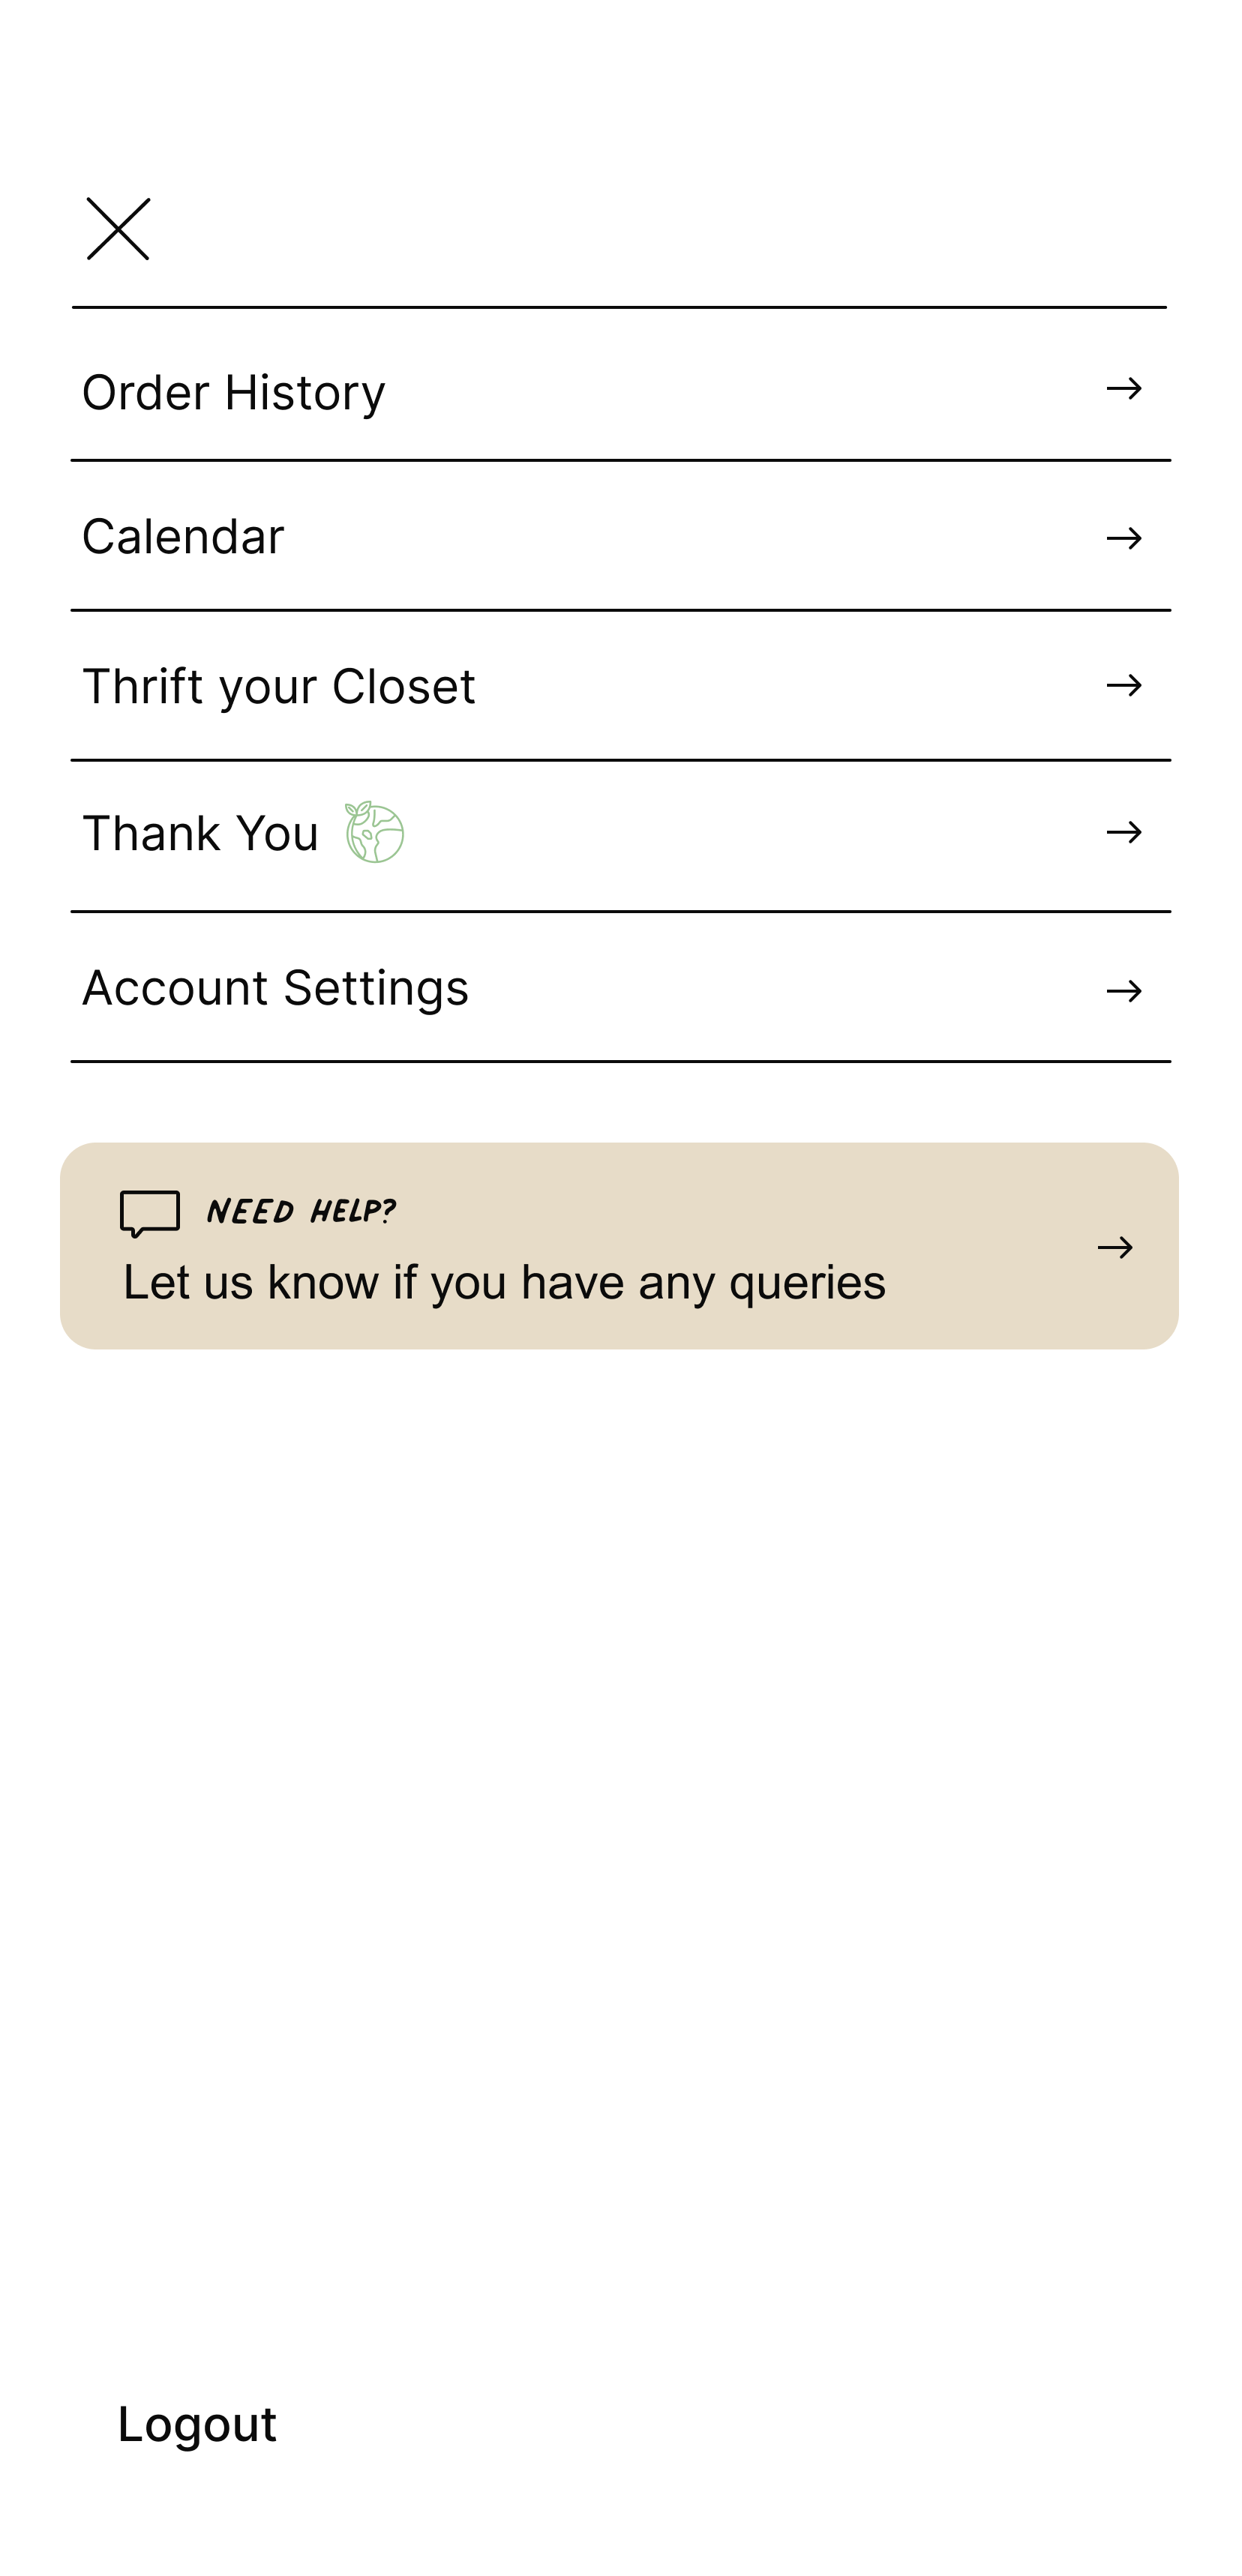 Order History
Calendar
Thrift your Closet
Thank You
Account Settings
NEED HELP?
Let us know if you have any queries
Logout